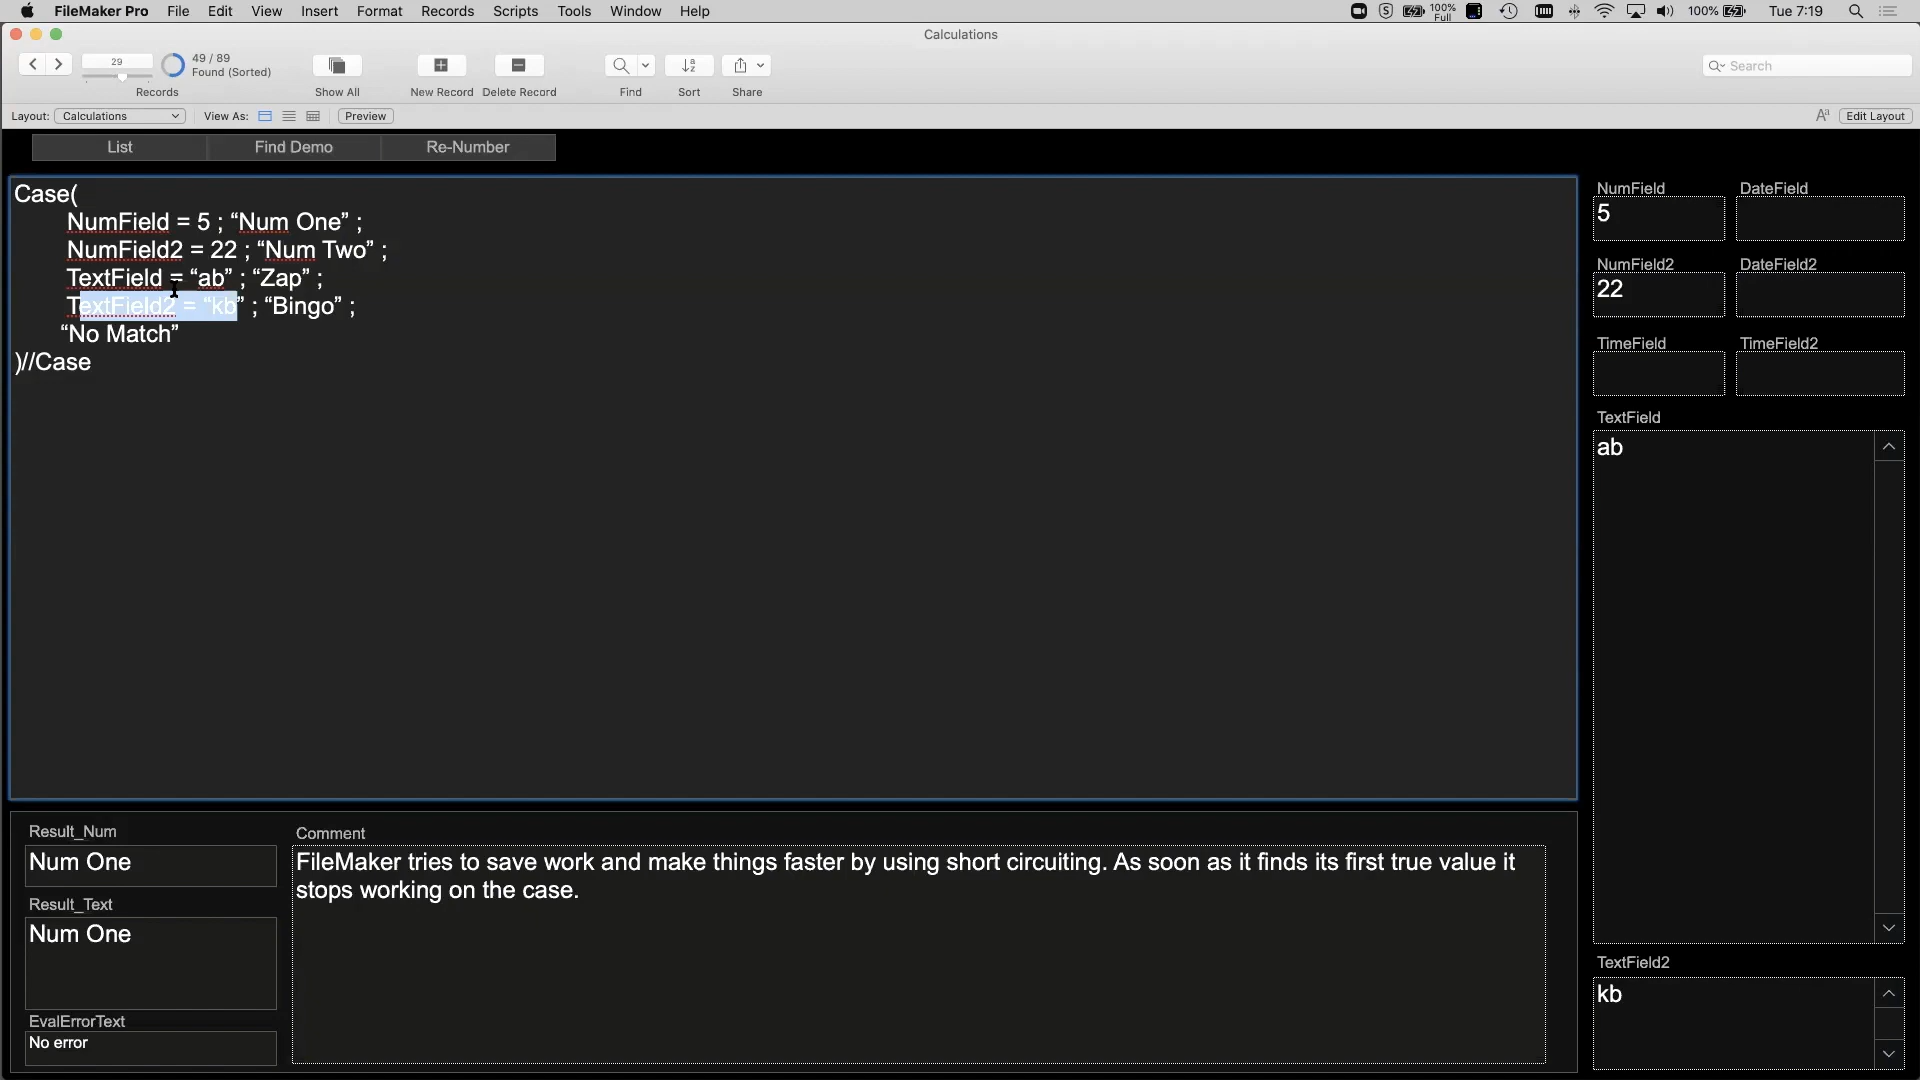 FileMaker Pro File Edit View Insert Format Records Scripts Tools Window Help 100% Full 100% Tue 7:19
Calculations
29
49 / 89
Found (Sorted)
Records
Show All
New Record
Delete Record
Find
Sort
Share
Search
Layout: Calculations View As: Preview Aa Edit Layout
List Find Demo Re-Number
Case(
NumField = 5 ; “Num One” ;
NumField2 = 22 ; “Num Two” ;
TextField = “ab” ; “Zap” ;
TextField2 = “kb” ; “Bingo” ;
“No Match”
)//Case
NumField DateField
5
NumField2 DateField2
22
TimeField TimeField2
TextField
ab
TextField2
kb
Result_Num
Num One
Result_Text
Num One
EvalErrorText
No error
Comment
FileMaker tries to save work and make things faster by using short circuiting. As soon as it finds its first true value it
stops working on the case.